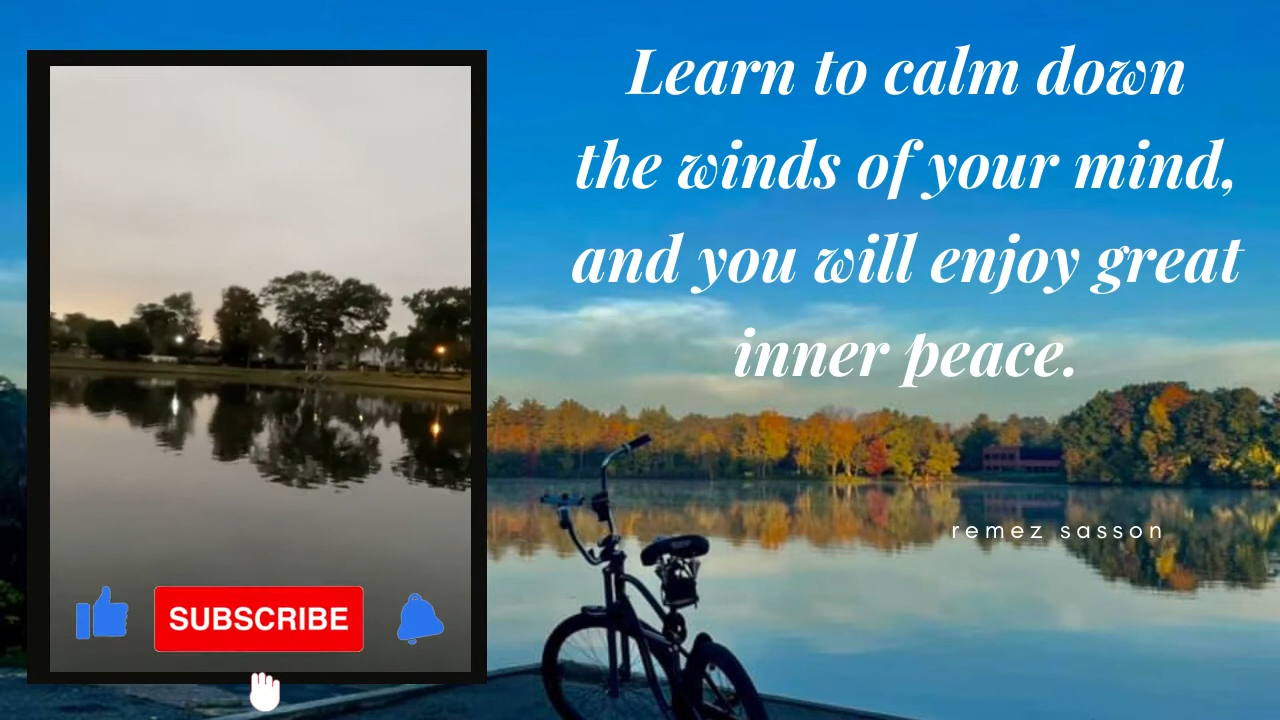 Learn to calm down
the winds of your mind,
and you will enjoy great
inner peace.
remez sasson
SUBSCRIBE